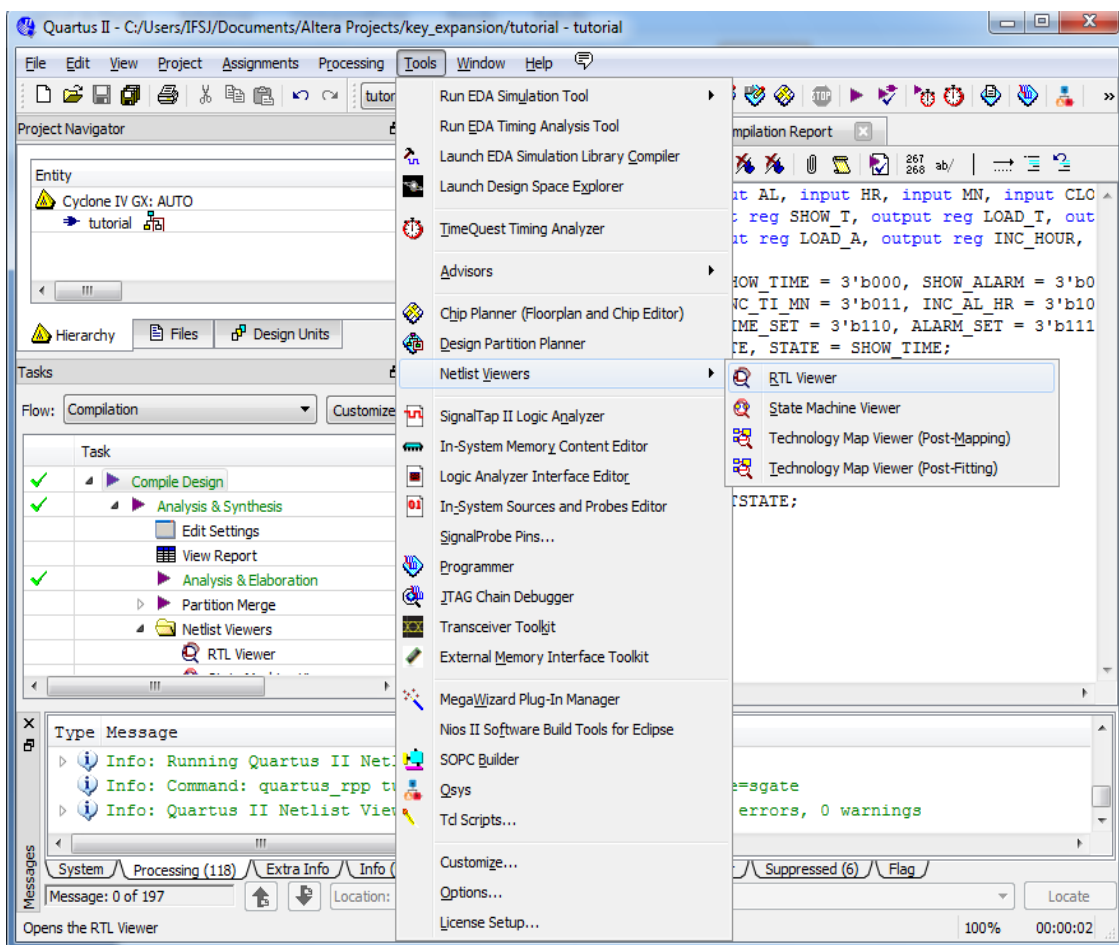 Quartus II - C:/Users/IFSJ/Documents/Altera Projects/key_expansion/tutorial - tutorial
File Edit View Project Assignments Processing Tools Window Help
tutor
Project Navigator
Entity
Cyclone IV GX: AUTO
tutorial
Hierarchy Files Design Units
Tasks
Flow: Compilation Customize
Task
Compile Design
Analysis & Synthesis
Edit Settings
View Report
Analysis & Elaboration
Partition Merge
Netlist Viewers
RTL Viewer
Run EDA Simulation Tool
Run EDA Timing Analysis Tool
Launch EDA Simulation Library Compiler
Launch Design Space Explorer
TimeQuest Timing Analyzer
Advisors
Chip Planner (Floorplan and Chip Editor)
Design Partition Planner
Netlist Viewers
SignalTap II Logic Analyzer
In-System Memory Content Editor
Logic Analyzer Interface Editor
In-System Sources and Probes Editor
SignalProbe Pins...
Programmer
JTAG Chain Debugger
Transceiver Toolkit
External Memory Interface Toolkit
MegaWizard Plug-In Manager
Nios II Software Build Tools for Eclipse
SOPC Builder
Qsys
Tcl Scripts...
Customize...
Options...
License Setup...
RTL Viewer
State Machine Viewer
Technology Map Viewer (Post-Mapping)
Technology Map Viewer (Post-Fitting)
STOP
mpilation Report
267
268 ab/
ut AL, input HR, input MN, input CLO
t reg SHOW_T, output reg LOAD_T, out
ut reg LOAD_A, output reg INC_HOUR,
HOW_TIME = 3'b000, SHOW_ALARM = 3'b0
NC_TI_MN = 3'b011, INC_AL_HR = 3'b10
IME_SET = 3'b110, ALARM_SET = 3'b111
TE, STATE = SHOW_TIME;
TSTATE;
Type Message
Info: Running Quartus II Netl
Info: Command: quartus_rpp tu e=sgate
Info: Quartus II Netlist View errors, 0 warnings
System Processing (118) Extra Info Info ( Suppressed (6) Flag
Messages
Message: 0 of 197 Location: Locate
Opens the RTL Viewer 100% 00:00:02